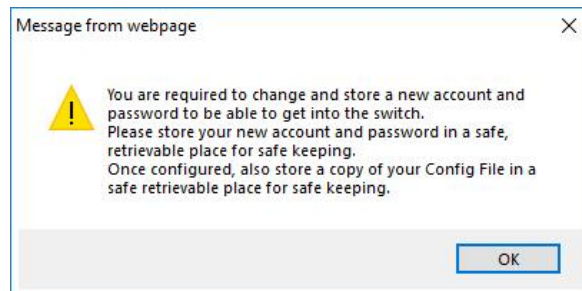 Message from webpage
You are required to change and store a new account and
password to be able to get into the switch.
Please store your new account and password in a safe,
retrievable place for safe keeping.
Once configured, also store a copy of your Config File in a
safe retrievable place for safe keeping.
OK